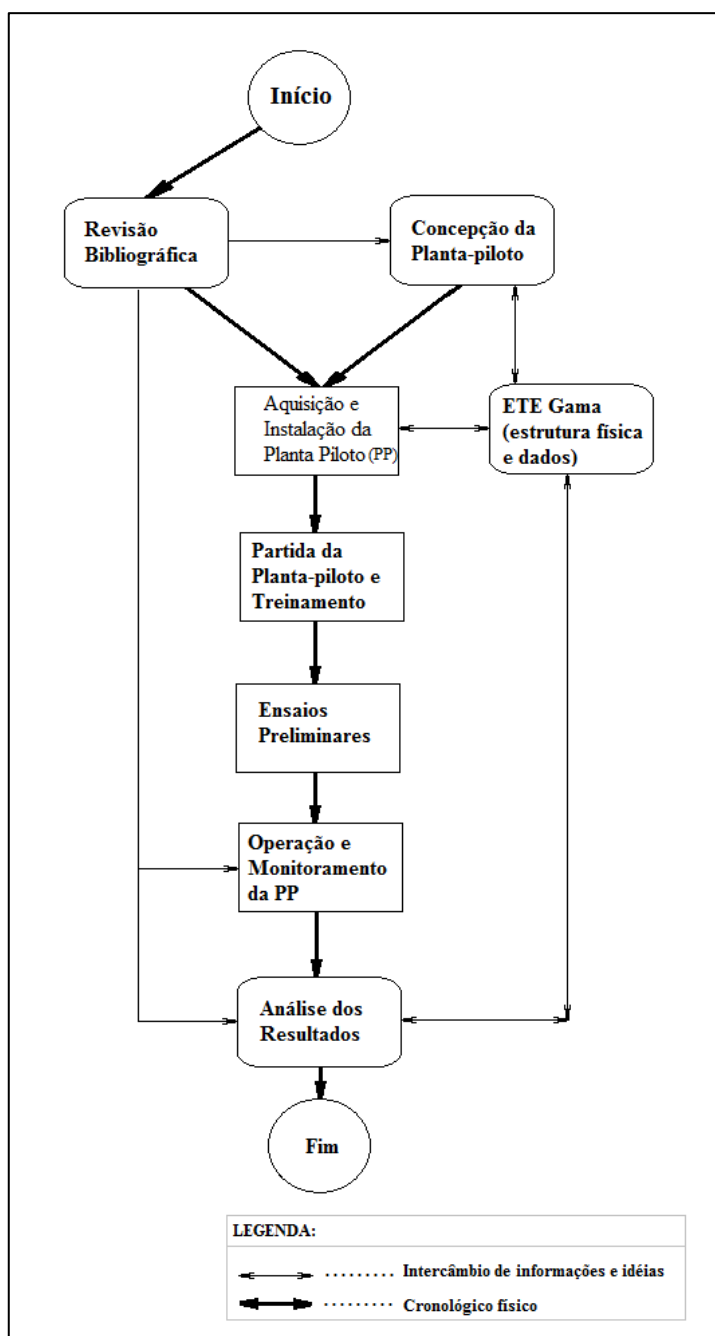 Início
Revisão
Bibliográfica
Concepção da
Planta-piloto
Aquisição e
Instalação da
Planta Piloto (PP)
ETE Gama
(estrutura física
e dados)
Partida da
Planta-piloto e
Treinamento
Ensaios
Preliminares
Operação e
Monitoramento
da PP
Análise dos
Resultados
Fim
LEGENDA:
......... Intercâmbio de informações e idéias
......... Cronológico físico